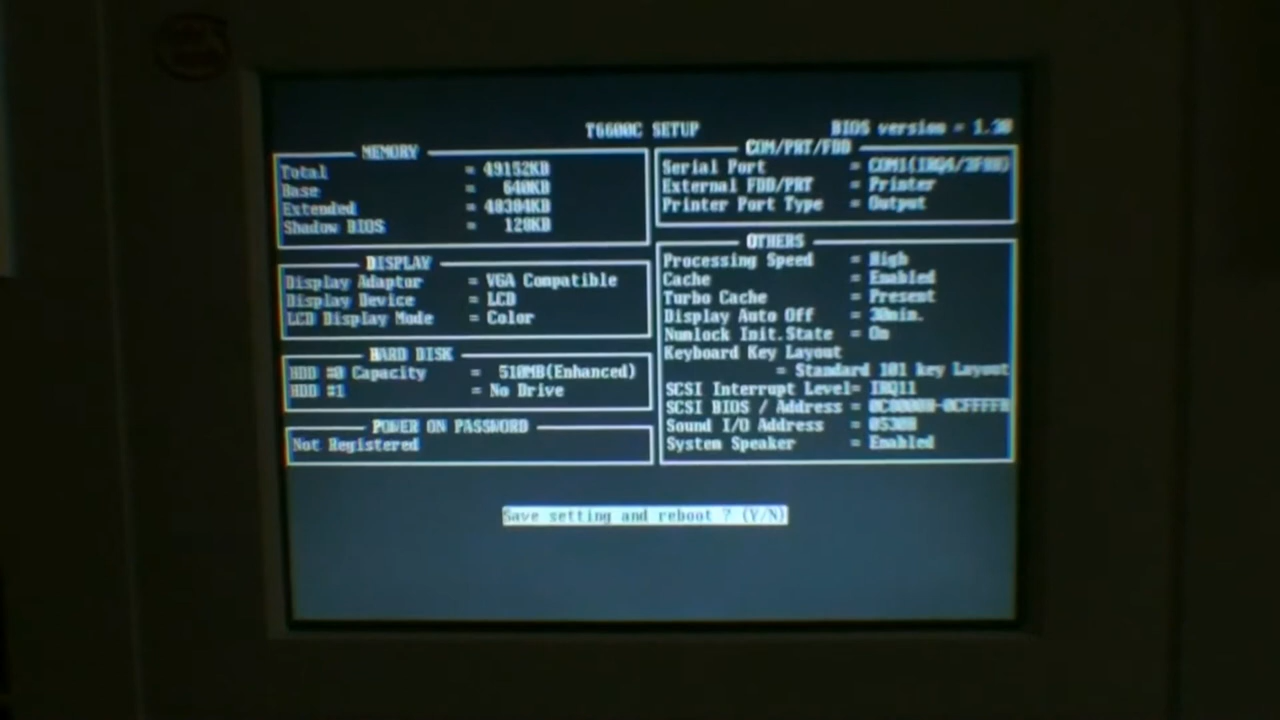 T6600C SETUP
BIOS version = 1.30
MEMORY
Total = 49152KB
Base = 640KB
Extended = 48384KB
Shadow BIOS = 128KB
DISPLAY
Display Adaptor = VGA Compatible
Display Device = LCD
LCD Display Mode = Color
HARD DISK
HDD #0 Capacity = 510MB(Enhanced)
HDD #1 = No Drive
POWER ON PASSWORD
Not Registered
COM/PRT/FDD
Serial Port = COM1(IRQ4/3F8H)
External FDD/PRT = Printer
Printer Port Type = Output
OTHERS
Processing Speed = High
Cache = Enabled
Turbo Cache = Present
Display Auto Off = 30min.
Numlock Init.State = On
Keyboard Key Layout
= Standard 101 key Layout
SCSI Interrupt Level= IRQ11
SCSI BIOS / Address = 0C8000H-0CFFFFH
Sound I/O Address = 0530H
System Speaker = Enabled
Save setting and reboot ? (Y/N)